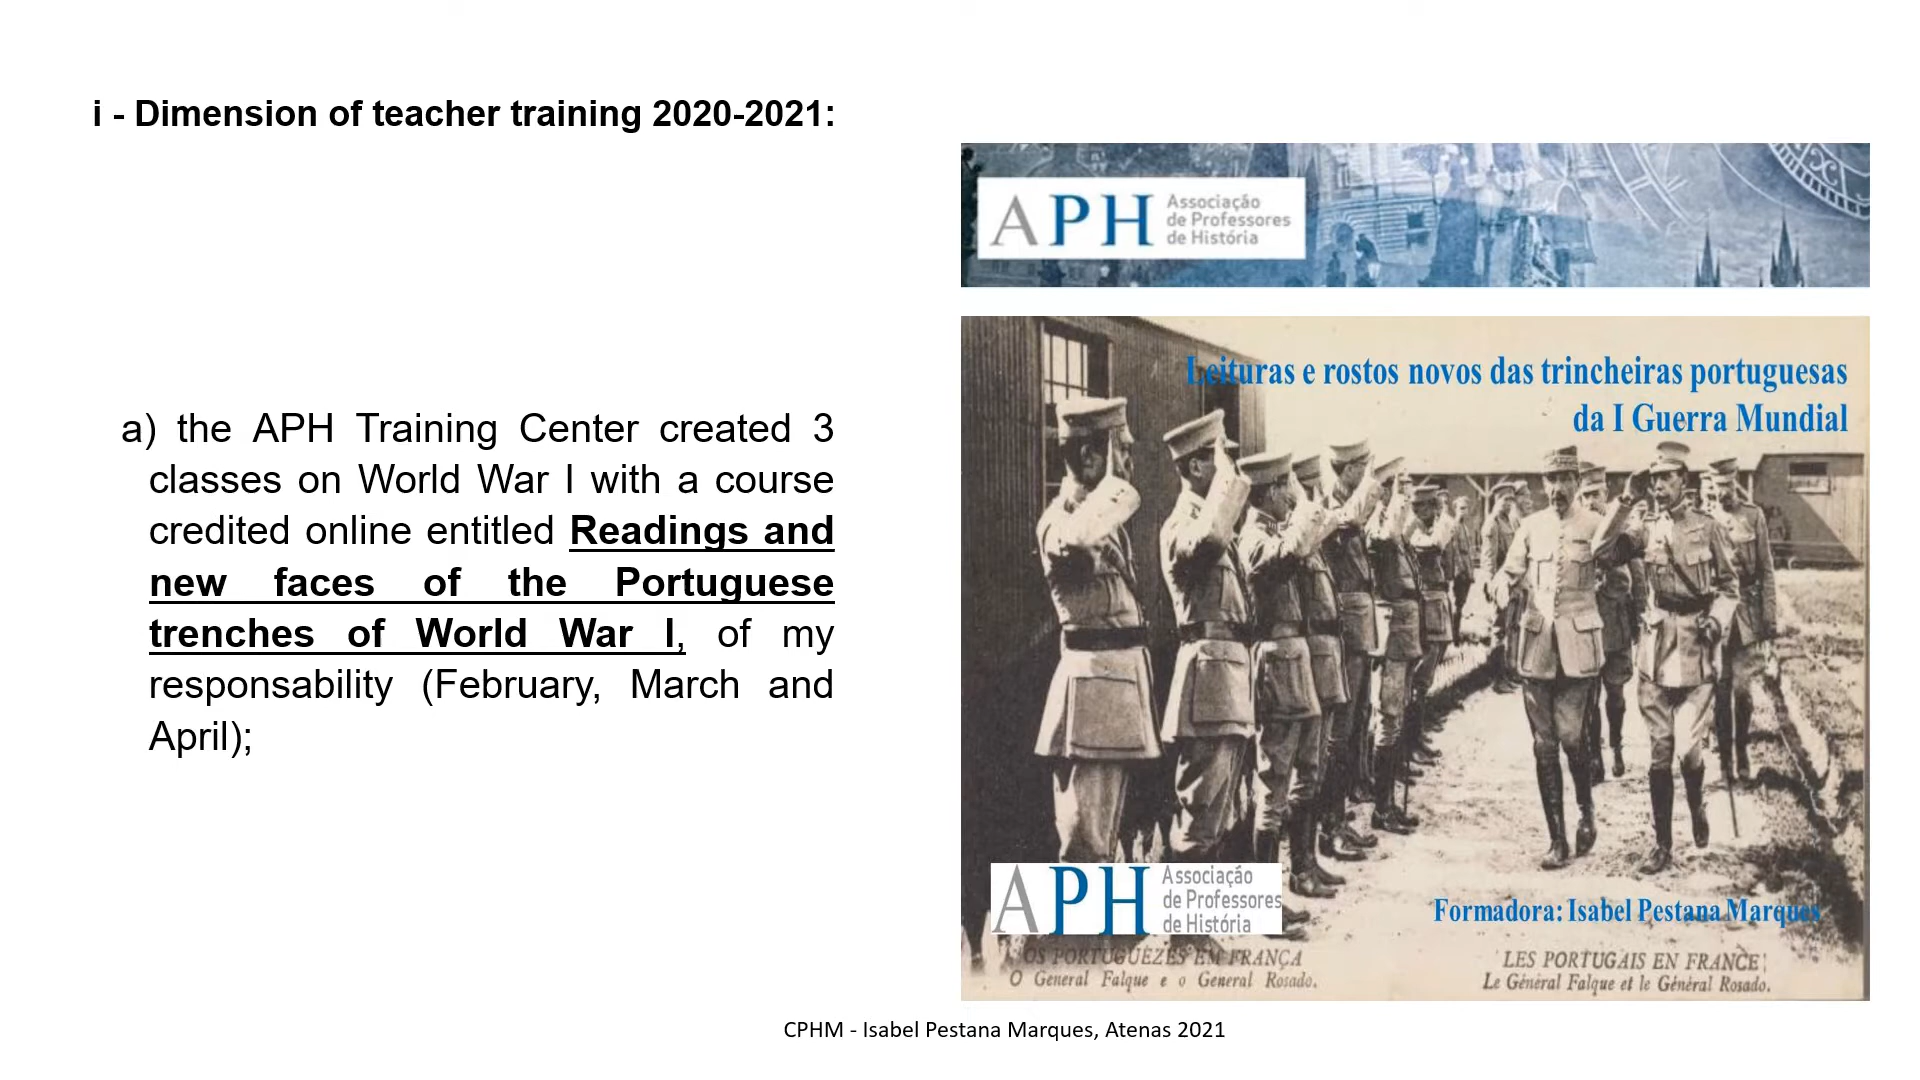 i - Dimension of teacher training 2020-2021:
a) the APH Training Center created 3
classes on World War I with a course
credited online entitled Readings and
new faces of the Portuguese
trenches of World War I, of my
responsability (February, March and
April);
APH Associação
de Professores
de História
Leituras e rostos novos das trincheiras portuguesas
da I Guerra Mundial
APH Associação
de Professores
de História
Formadora: Isabel Pestana Marques
OS PORTUGUEZES EM FRANÇA
O General Falque e o General Rosado.
LES PORTUGAIS EN FRANCE
Le Général Falque et le Général Rosado.
CPHM - Isabel Pestana Marques, Atenas 2021